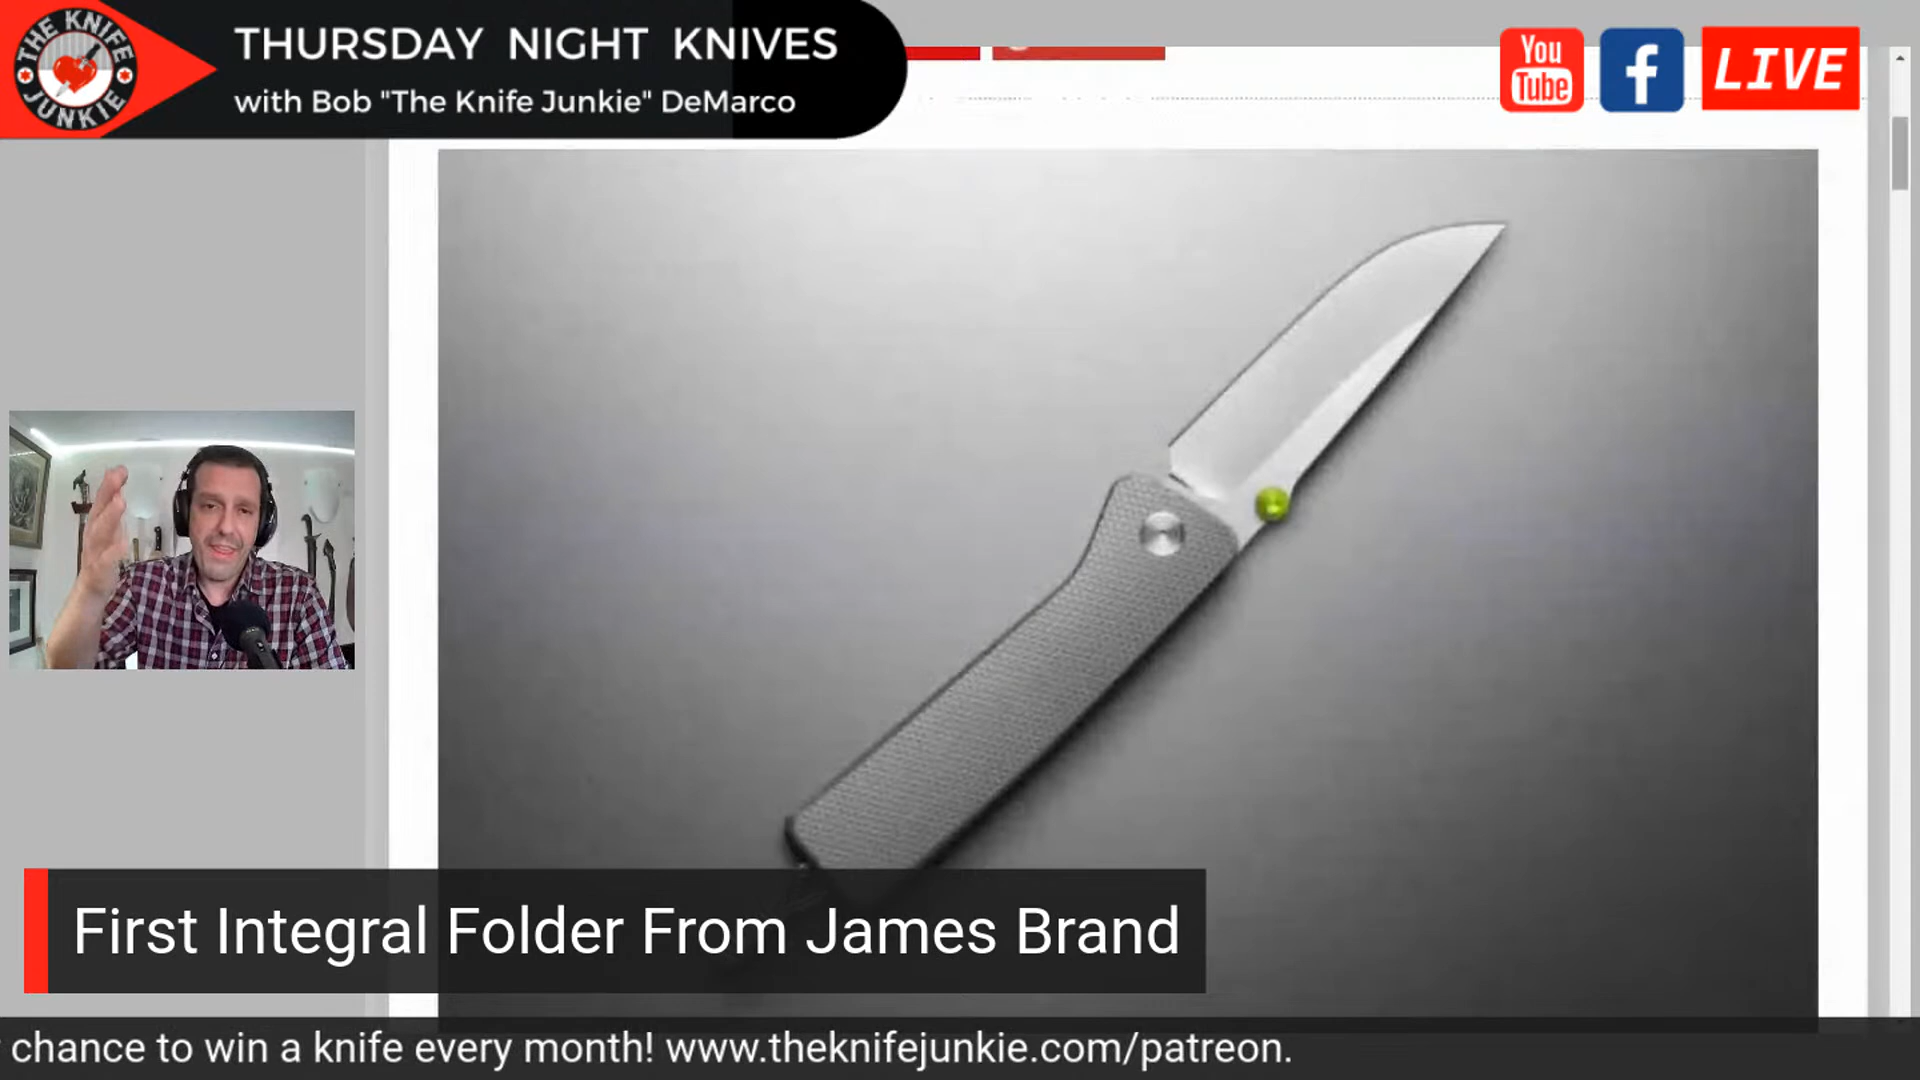 THE KNIFE
JUNKIE
THURSDAY NIGHT KNIVES
with Bob "The Knife Junkie" DeMarco
You
Tube
f
LIVE
First Integral Folder From James Brand
chance to win a knife every month! www.theknifejunkie.com/patreon.